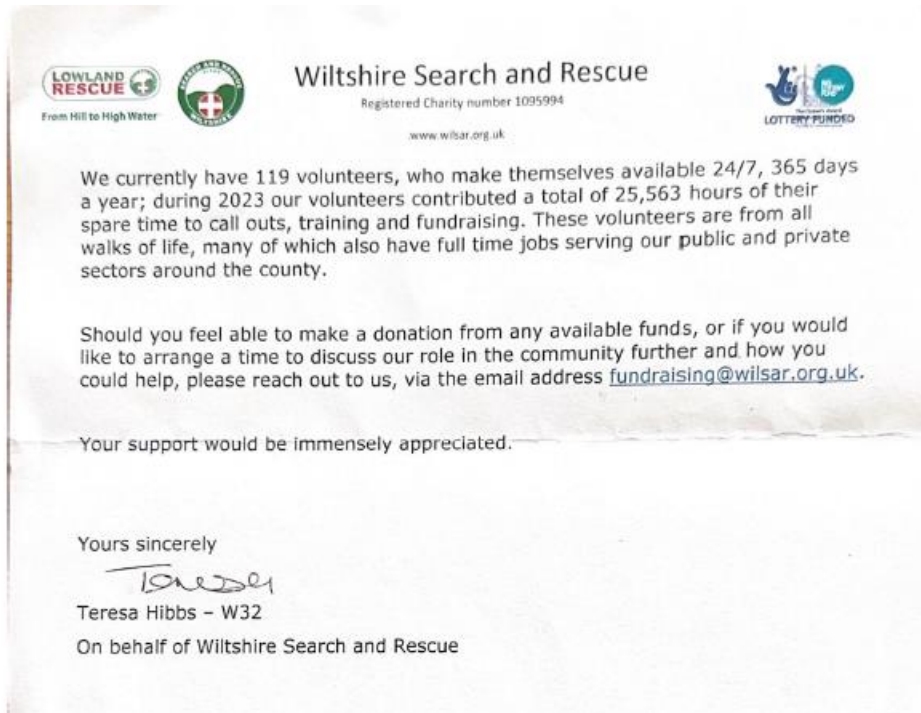 LOWLAND
RESCUE
From Hill to High Water
SEARCH AND RESCUE
WILTSHIRE
Wiltshire Search and Rescue
Registered Charity number 1095994
www.wilsar.org.uk
LOTTERY FUNDED
We currently have 119 volunteers, who make themselves available 24/7, 365 days
a year; during 2023 our volunteers contributed a total of 25,563 hours of their
spare time to call outs, training and fundraising. These volunteers are from all
walks of life, many of which also have full time jobs serving our public and private
sectors around the county.
Should you feel able to make a donation from any available funds, or if you would
like to arrange a time to discuss our role in the community further and how you
could help, please reach out to us, via the email address fundraising@wilsar.org.uk.
Your support would be immensely appreciated.
Yours sincerely
Teresa Hibbs – W32
On behalf of Wiltshire Search and Rescue